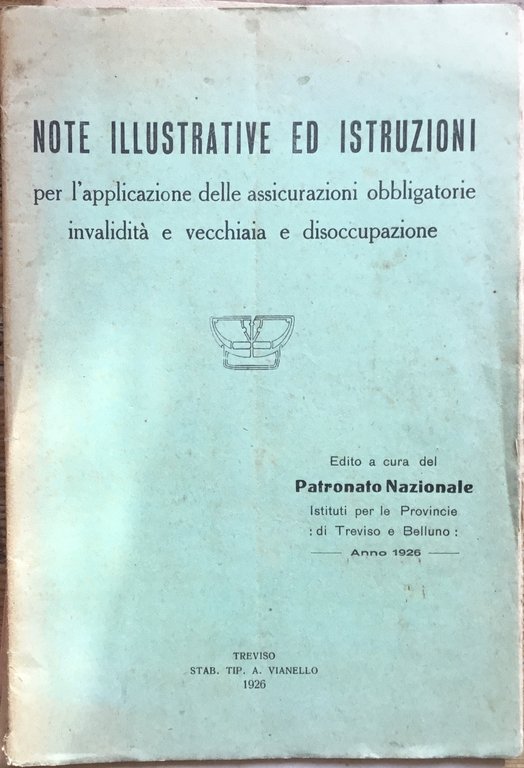 NOTE ILLUSTRATIVE ED ISTRUZIONI
per l'applicazione delle assicurazioni obbligatorie
invalidità e vecchiaia e disoccupazione
Edito a cura del
Patronato Nazionale
Istituti per le Provincie
: di Treviso e Belluno :
Anno 1926
TREVISO
STAB. TIP. A. VIANELLO
1926